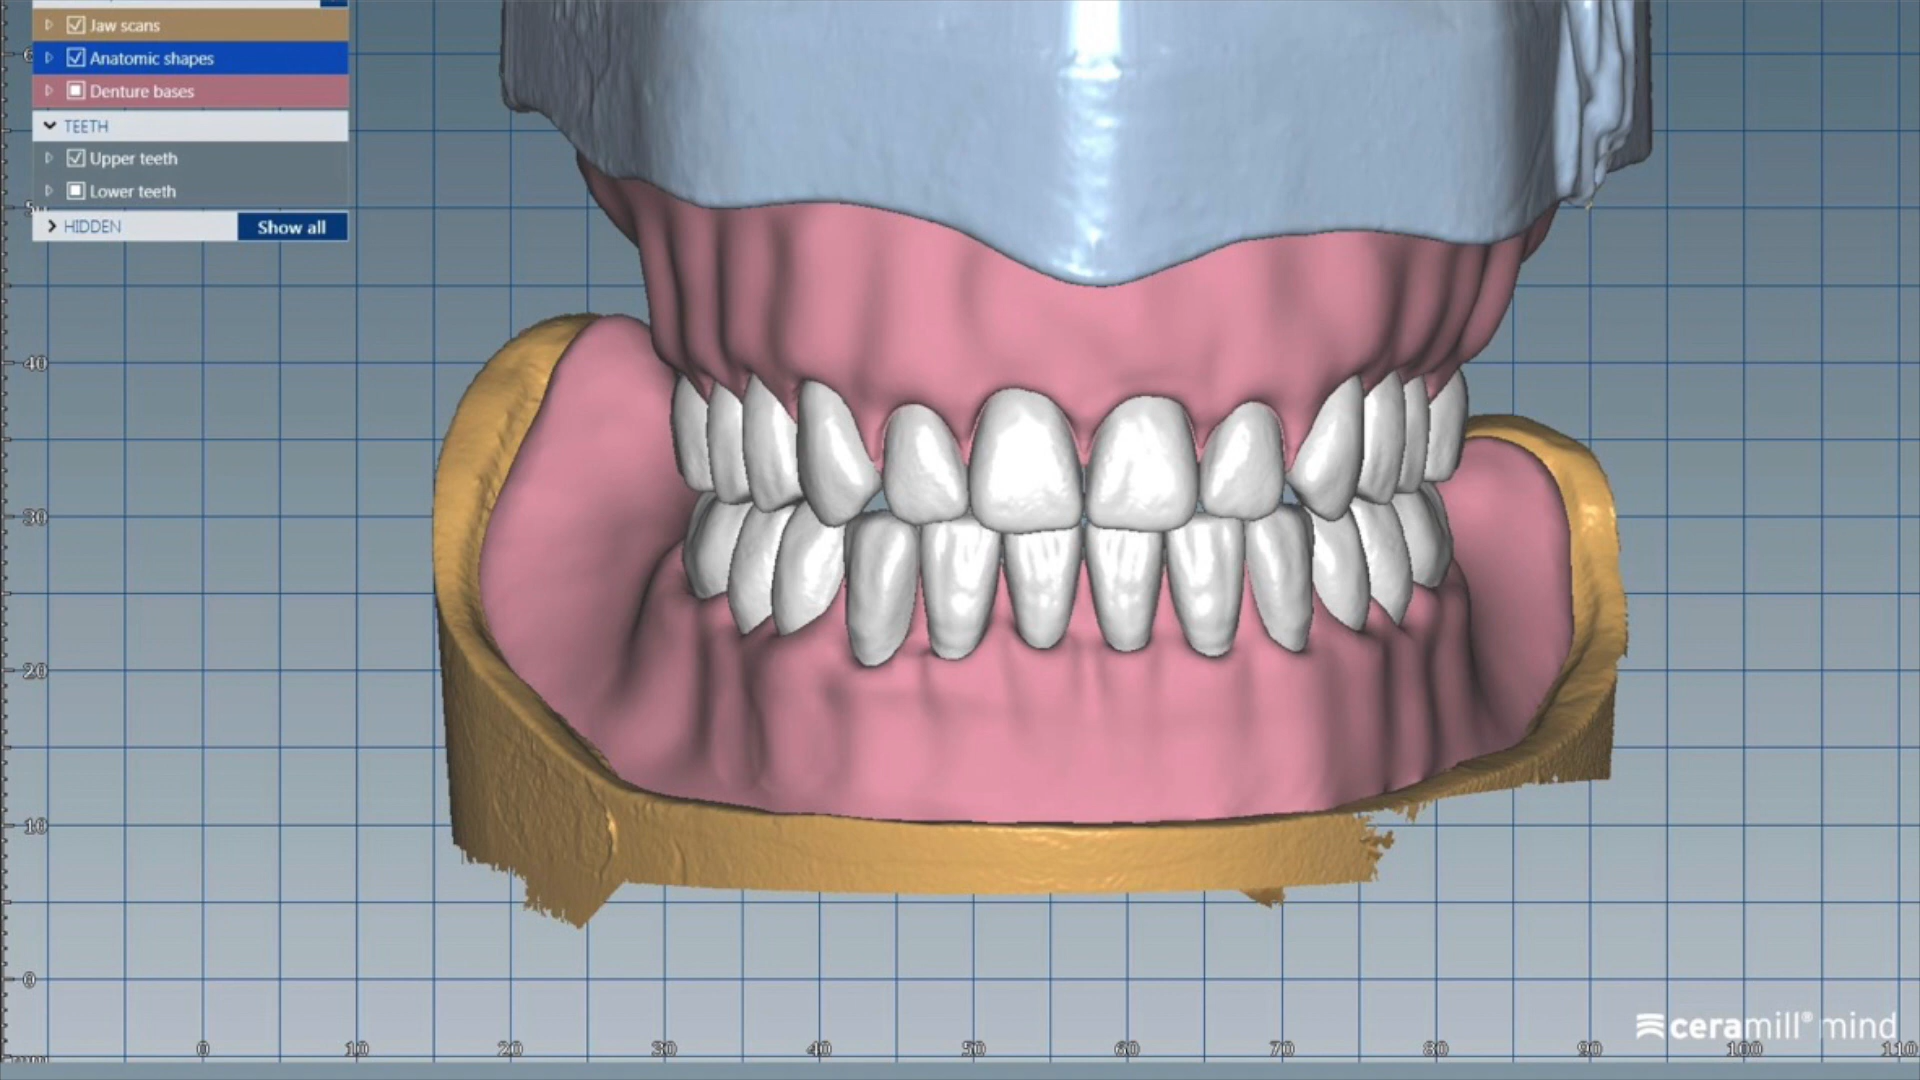 Jaw scans
Anatomic shapes
Denture bases
TEETH
Upper teeth
Lower teeth
HIDDEN Show all
40
30
20
10
0
0 10 20 30 40 50 60 70 80 90 100 110
ceramill® mind